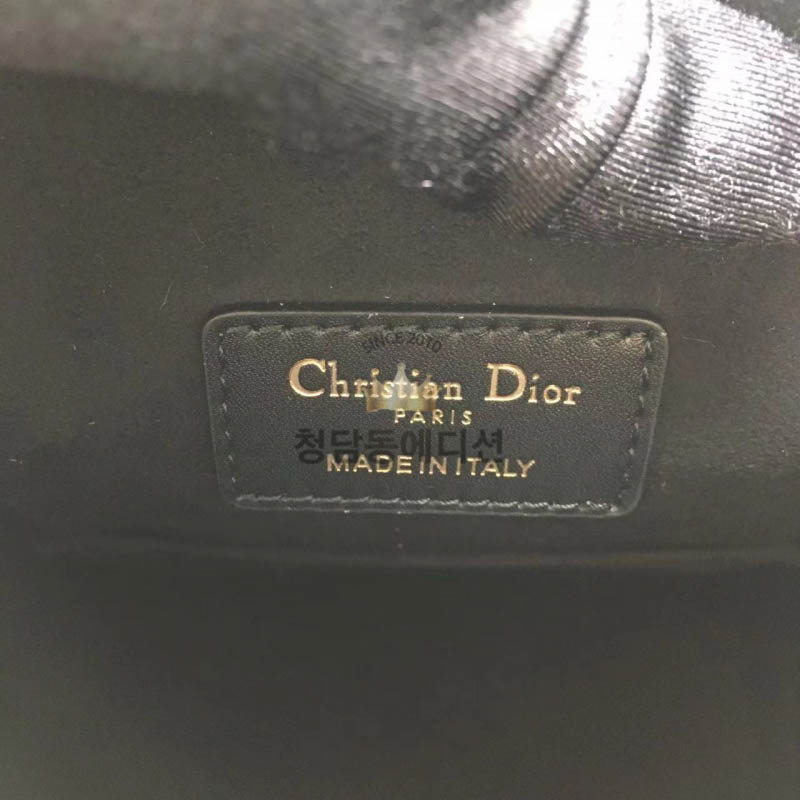 SINCE 2010
Christian Dior
PARIS
청담동에디션
MADE IN ITALY